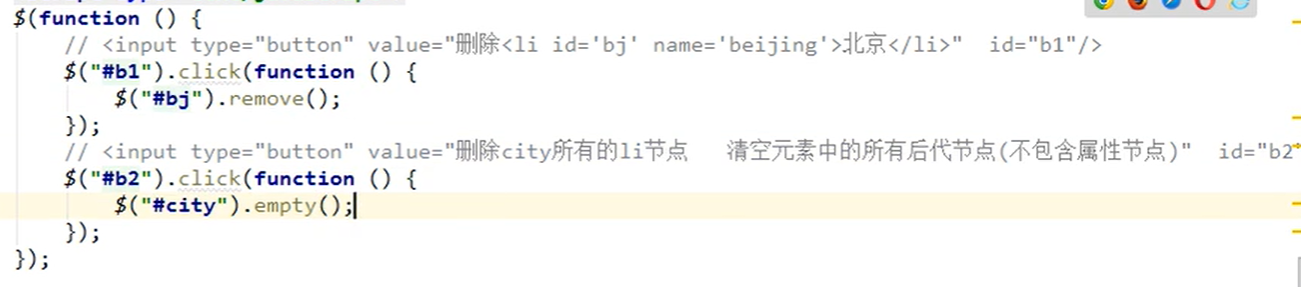 $(function () {
// <input type="button" value="删除<li id='bj' name='beijing'>北京</li>"  id="b1"/>
$("#b1").click(function () {
$("#bj").remove();
});
// <input type="button" value="删除city所有的li节点   清空元素中的所有后代节点(不包含属性节点)"  id="b2"
$("#b2").click(function () {
$("#city").empty();
});
});